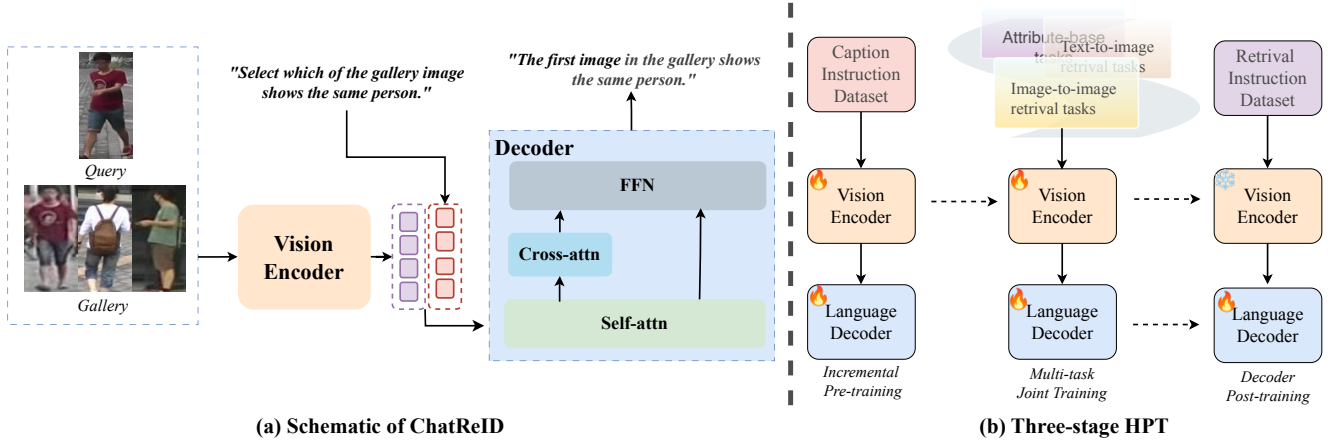 Query
Gallery
"Select which of the gallery image
shows the same person."
Vision
Encoder
"The first image in the gallery shows
the same person."
Decoder
FFN
Cross-attn
Self-attn
(a) Schematic of ChatReID
Caption
Instruction
Dataset
Attribute-base
tasks
Text-to-image
retrival tasks
Image-to-image
retrival tasks
Retrival
Instruction
Dataset
Vision
Encoder
Vision
Encoder
Vision
Encoder
Language
Decoder
Language
Decoder
Language
Decoder
Incremental
Pre-training
Multi-task
Joint Training
Decoder
Post-training
(b) Three-stage HPT